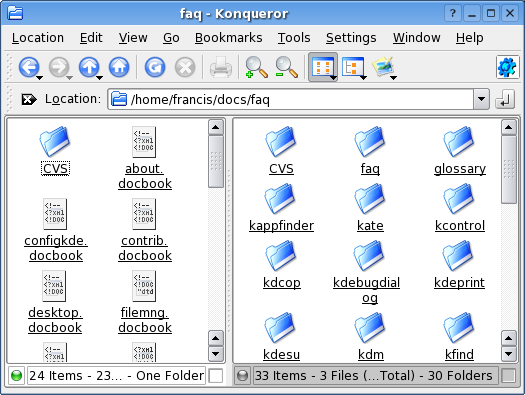 faq - Konqueror
Location Edit View Go Bookmarks Tools Settings Window Help
Location: /home/francis/docs/faq
CVS
about.
docbook
configkde.
docbook
contrib.
docbook
desktop.
docbook
filemng.
docbook
CVS
faq
glossary
kappfinder
kate
kcontrol
kdcop
kdebugdial
og
kdeprint
kdesu
kdm
kfind
24 Items - 23... - One Folder
33 Items - 3 Files (...Total) - 30 Folders